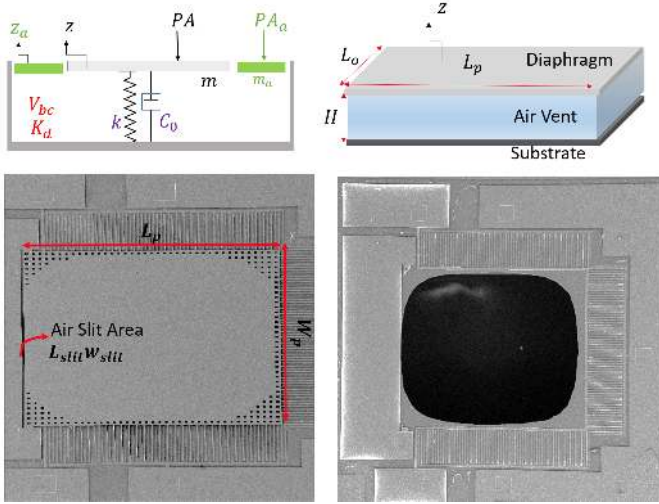 z_a
z
PA
PA_a
V_bc
K_d
k
C_0
m
m_a
z
L_o
L_p
Diaphragm
H
Air Vent
Substrate
L_p
W_p
Air Slit Area
L_slit W_slit